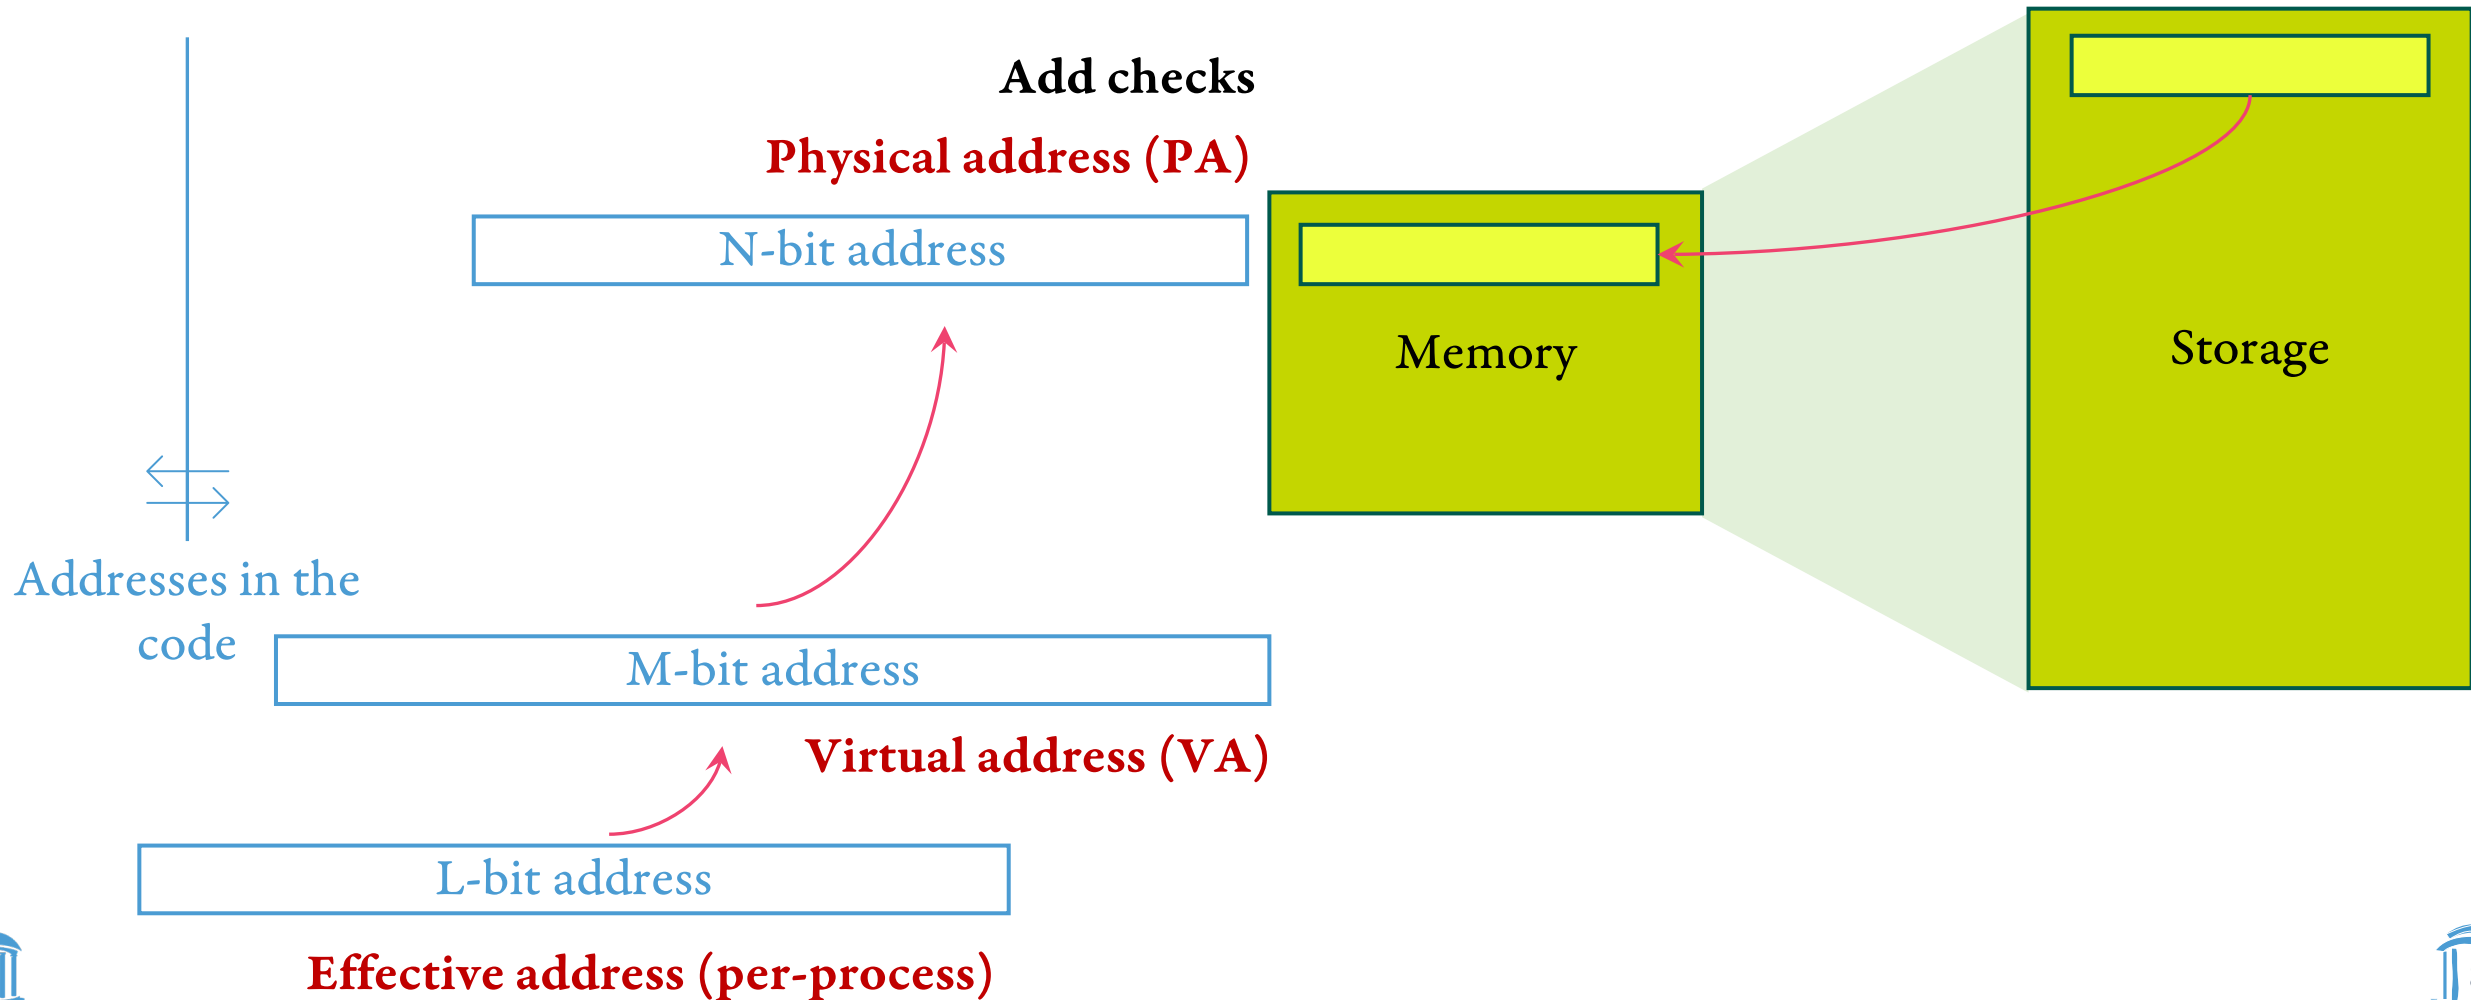 Add checks
Physical address (PA)
N-bit address
Memory
Storage
Addresses in the
code
M-bit address
Virtual address (VA)
L-bit address
Effective address (per-process)